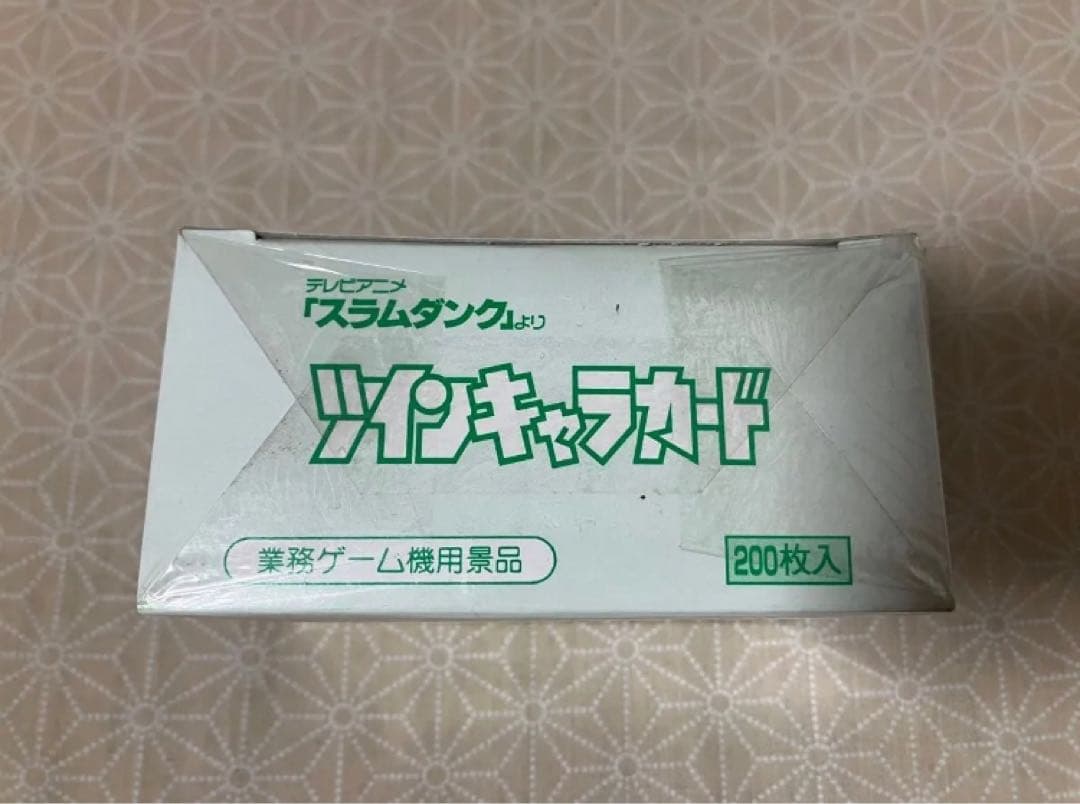 テレビアニメ
「スラムダンク」より
ツインキャラカード
業務ゲーム機用景品
200枚入